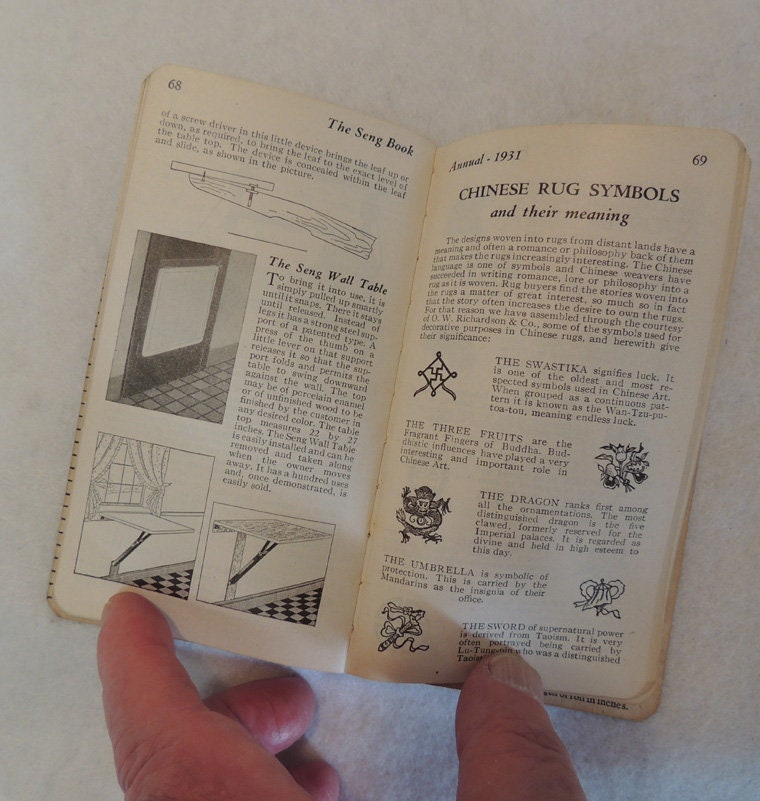 68
The Seng Book
of a screw driver in this little device brings the leaf up or
down, as required, to bring the leaf to the exact level of
the table top. The device is concealed within the leaf
and slide, as shown in the picture.
The Seng Wall Table
To bring it into use, it is
simply pulled up smartly
until it snaps. There it stays
until released. Instead of
legs it has a strong steel sup-
port of a patented type. A
press of the thumb on a
little lever on that support
releases it so that the sup-
port folds and permits the
table to swing downward
against the wall. The top
may be of porcelain enamel
or of unfinished wood to be
finished by the customer in
any desired color. The table
top measures 22 by 27
inches. The Seng Wall Table
is easily installed and can be
removed and taken along
when the owner moves
away. It has a hundred uses
and, once demonstrated, is
easily sold.
Annual - 1931
69
CHINESE RUG SYMBOLS
and their meaning
The designs woven into rugs from distant lands have a
meaning and often a romance or philosophy back of them
that makes the rugs increasingly interesting. The Chinese
language is one of symbols and Chinese weavers have
succeeded in writing romance, lore or philosophy into a
rug as it is woven. Rug buyers find the stories woven into
the rugs a matter of great interest, so much so in fact
that the story often increases the desire to own the rugs.
For that reason we have assembled through the courtesy
of O. W. Richardson & Co., some of the symbols used for
decorative purposes in Chinese rugs, and herewith give
their significance:
THE SWASTIKA signifies luck. It
is one of the oldest and most re-
spected symbols used in Chinese Art.
When grouped as a continuous pat-
tern it is known as the Wan-Tzu-pu-
toa-tou, meaning endless luck.
THE THREE FRUITS are the
Fragrant Fingers of Buddha. Bud-
dhistic influences have played a very
interesting and important role in
Chinese Art.
THE DRAGON ranks first among
all the ornamentations. The most
distinguished dragon is the five
clawed, formerly reserved for the
Imperial palaces. It is regarded as
divine and held in high esteem to
this day.
THE UMBRELLA is symbolic of
protection. This is carried by the
Mandarins as the insignia of their
office.
THE SWORD of supernatural power
is derived from Taoism. It is very
often portrayed being carried by
Lu-Tung-pin who was a distinguished
in inches.